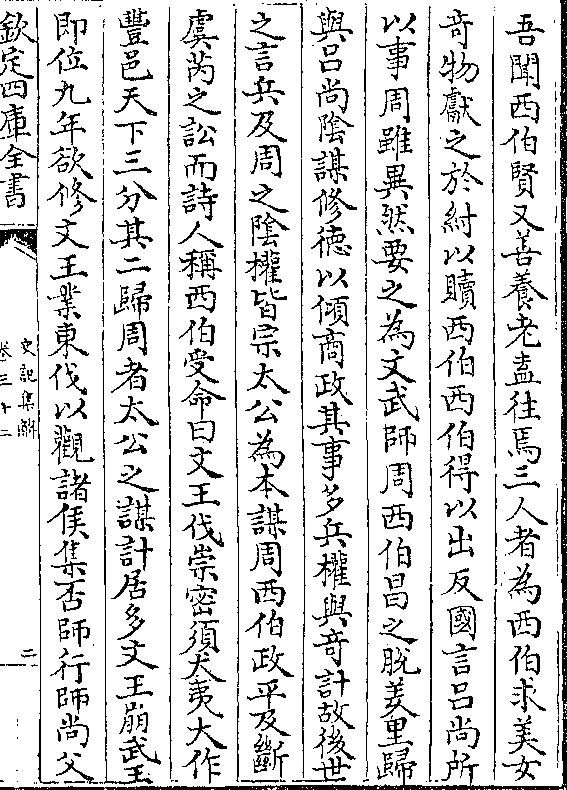 吾聞西伯賢又善養老盍往焉三人者為西伯求美女
奇物獻之於紂以贖西伯西伯得以出反國言吕尚所
以事周雖異然要之為文武師周西伯昌之脫羑里歸
與吕尚陰謀修徳以傾商政其事多兵權與竒計故後世
之言兵及周之陰權皆宗太公為本謀周西伯政平及斷
虞芮之訟而詩人稱西伯受命曰文王伐崇密須犬夷大作
豐邑天下三分其二歸周者太公之謀計居多文王崩武王
即位九年欲修文王業東伐以觀諸侯集否師行師尚父
欽定四庫全書
史記集解
卷三十二
二